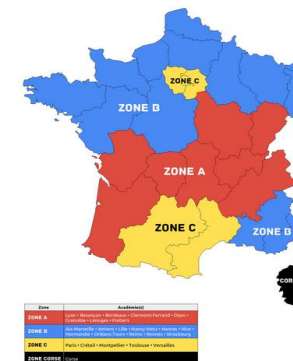 ZONE C
ZONE B
ZONE A
ZONE C
ZONE B
CORS
Zone Académie(s)
ZONE A Lyon • Besançon • Bordeaux • Clermont-Ferrand • Dijon •
Grenoble • Limoges • Poitiers
ZONE B Aix-Marseille • Amiens • Lille • Nancy-Metz • Nantes • Nice •
Normandie • Orléans-Tours • Reims • Rennes • Strasbourg
ZONE C Paris • Créteil • Montpellier • Toulouse • Versailles
ZONE CORSE Corse